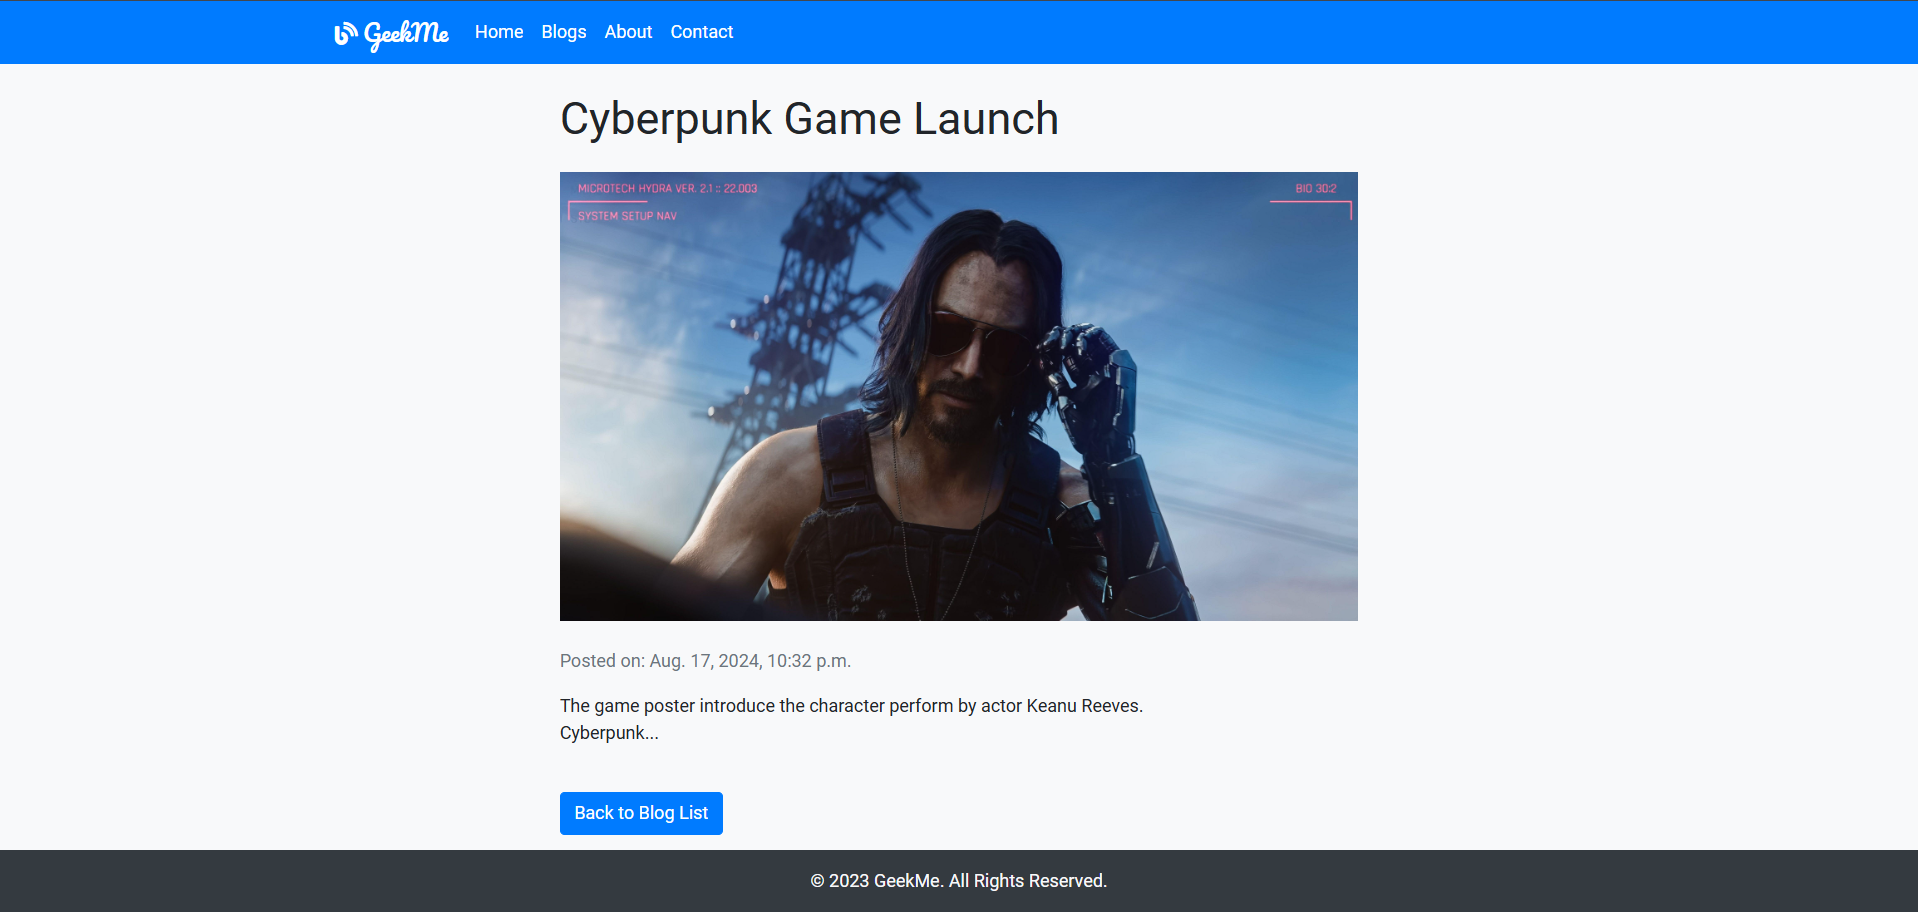 GeekMe Home Blogs About Contact
Cyberpunk Game Launch
MICROTECH HYDRA VER. 2.1 :: 22.003
BIO 30:2
SYSTEM SETUP NAV
Posted on: Aug. 17, 2024, 10:32 p.m.
The game poster introduce the character perform by actor Keanu Reeves.
Cyberpunk...
Back to Blog List
© 2023 GeekMe. All Rights Reserved.